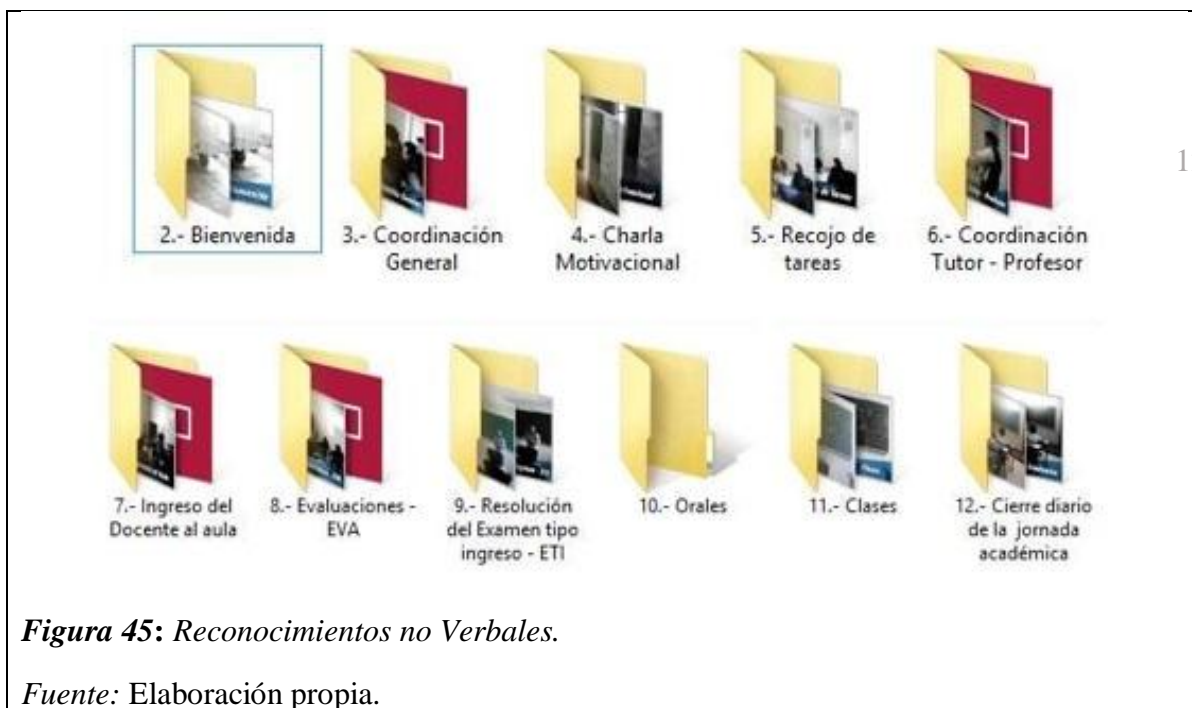 1
2.- Bienvenida
3.- Coordinación
General
4.- Charla
Motivacional
5.- Recojo de
tareas
6.- Coordinación
Tutor - Profesor
7.- Ingreso del
Docente al aula
8.- Evaluaciones -
EVA
9.- Resolución
del Examen tipo
ingreso - ETI
10.- Orales
11.- Clases
12.- Cierre diario
de la jornada
académica
Figura 45: Reconocimientos no Verbales.
Fuente: Elaboración propia.